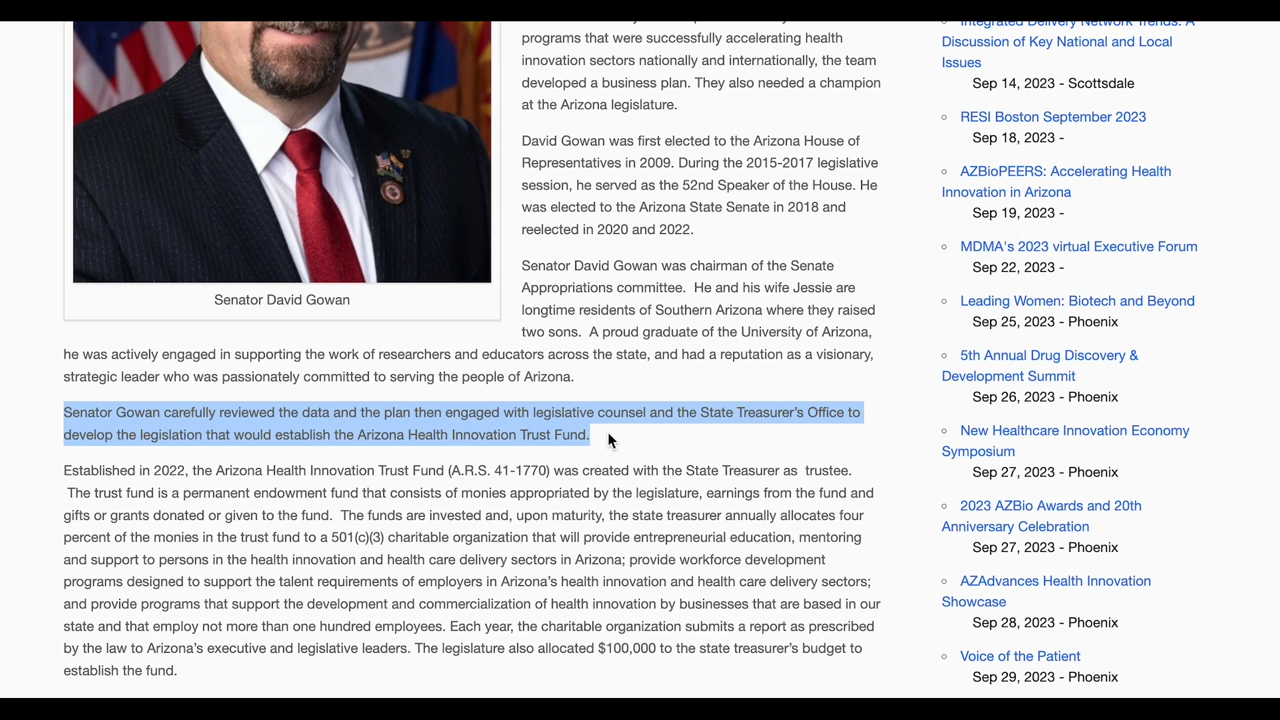 programs that were successfully accelerating health
innovation sectors nationally and internationally, the team
developed a business plan. They also needed a champion
at the Arizona legislature.
David Gowan was first elected to the Arizona House of
Representatives in 2009. During the 2015-2017 legislative
session, he served as the 52nd Speaker of the House. He
was elected to the Arizona State Senate in 2018 and
reelected in 2020 and 2022.
Senator David Gowan was chairman of the Senate
Appropriations committee. He and his wife Jessie are
longtime residents of Southern Arizona where they raised
two sons. A proud graduate of the University of Arizona,
Senator David Gowan
he was actively engaged in supporting the work of researchers and educators across the state, and had a reputation as a visionary,
strategic leader who was passionately committed to serving the people of Arizona.
Senator Gowan carefully reviewed the data and the plan then engaged with legislative counsel and the State Treasurer's Office to
develop the legislation that would establish the Arizona Health Innovation Trust Fund.
Established in 2022, the Arizona Health Innovation Trust Fund (A.R.S. 41-1770) was created with the State Treasurer as trustee.
The trust fund is a permanent endowment fund that consists of monies appropriated by the legislature, earnings from the fund and
gifts or grants donated or given to the fund. The funds are invested and, upon maturity, the state treasurer annually allocates four
percent of the monies in the trust fund to a 501(c)(3) charitable organization that will provide entrepreneurial education, mentoring
and support to persons in the health innovation and health care delivery sectors in Arizona; provide workforce development
programs designed to support the talent requirements of employers in Arizona's health innovation and health care delivery sectors;
and provide programs that support the development and commercialization of health innovation by businesses that are based in our
state and that employ not more than one hundred employees. Each year, the charitable organization submits a report as prescribed
by the law to Arizona's executive and legislative leaders. The legislature also allocated $100,000 to the state treasurer's budget to
establish the fund.
Integrated Delivery Network Trends: A
Discussion of Key National and Local
Issues
Sep 14, 2023 - Scottsdale
RESI Boston September 2023
Sep 18, 2023 -
AZBioPEERS: Accelerating Health
Innovation in Arizona
Sep 19, 2023 -
MDMA's 2023 virtual Executive Forum
Sep 22, 2023 -
Leading Women: Biotech and Beyond
Sep 25, 2023 - Phoenix
5th Annual Drug Discovery &
Development Summit
Sep 26, 2023 - Phoenix
New Healthcare Innovation Economy
Symposium
Sep 27, 2023 - Phoenix
2023 AZBio Awards and 20th
Anniversary Celebration
Sep 27, 2023 - Phoenix
AZAdvances Health Innovation
Showcase
Sep 28, 2023 - Phoenix
Voice of the Patient
Sep 29, 2023 - Phoenix